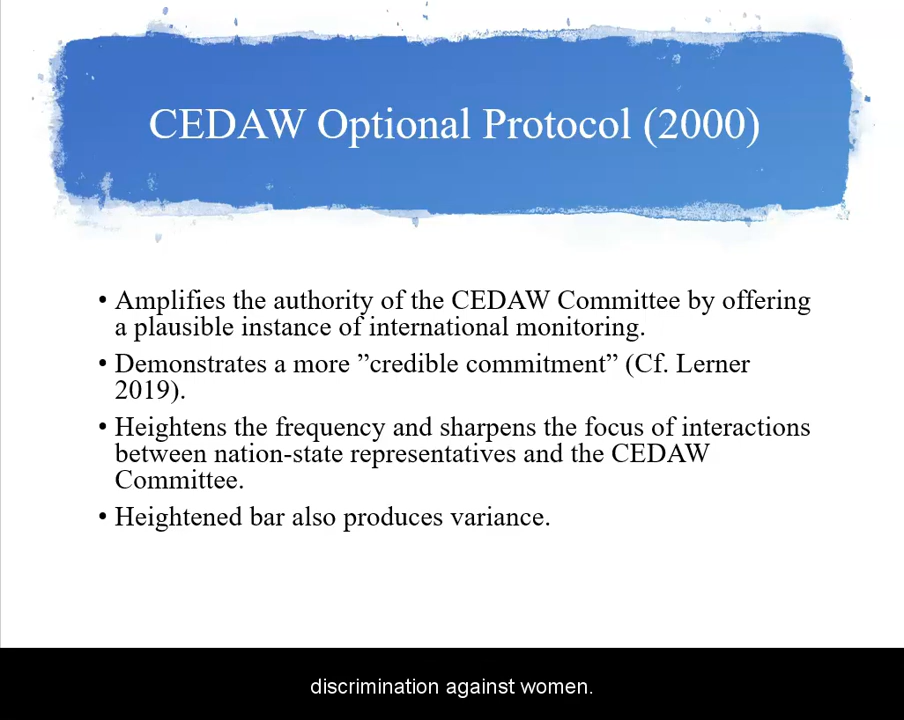 CEDAW Optional Protocol (2000)
• Amplifies the authority of the CEDAW Committee by offering
a plausible instance of international monitoring.
• Demonstrates a more ”credible commitment” (Cf. Lerner
2019).
• Heightens the frequency and sharpens the focus of interactions
between nation-state representatives and the CEDAW
Committee.
• Heightened bar also produces variance.
discrimination against women.